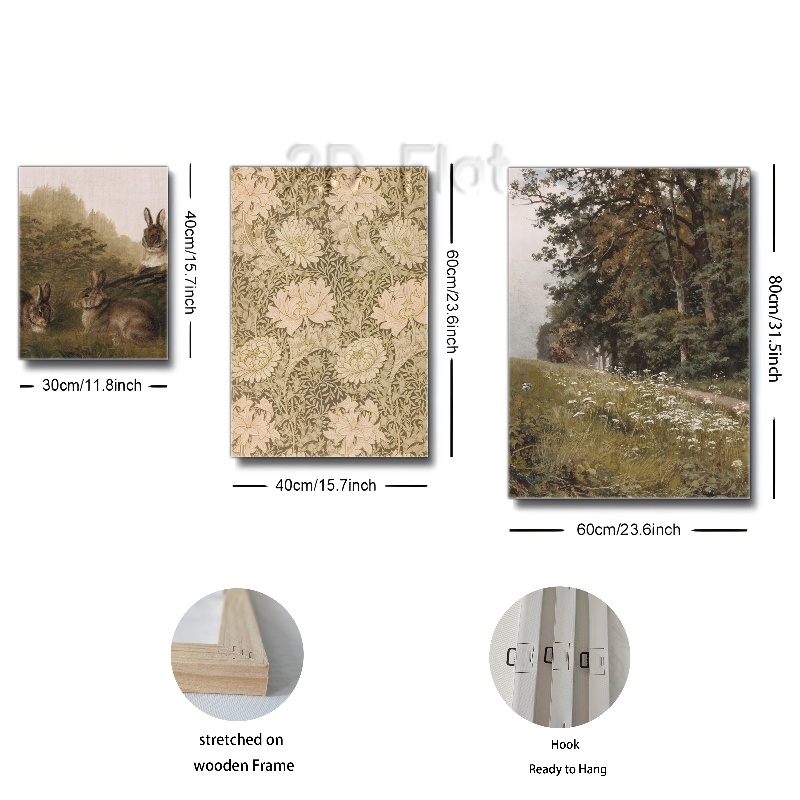 2D Flat
40cm/15.7inch
30cm/11.8inch
60cm/23.6inch
40cm/15.7inch
80cm/31.5inch
60cm/23.6inch
stretched on
wooden Frame
Hook
Ready to Hang